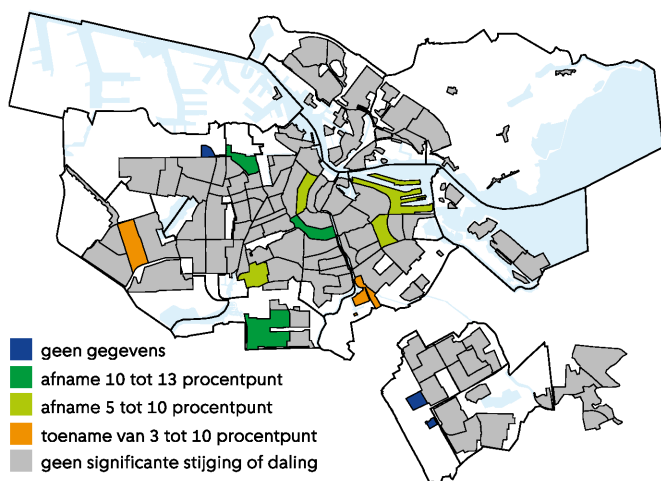 geen gegevens
afname 10 tot 13 procentpunt
afname 5 tot 10 procentpunt
toename van 3 tot 10 procentpunt
geen significante stijging of daling